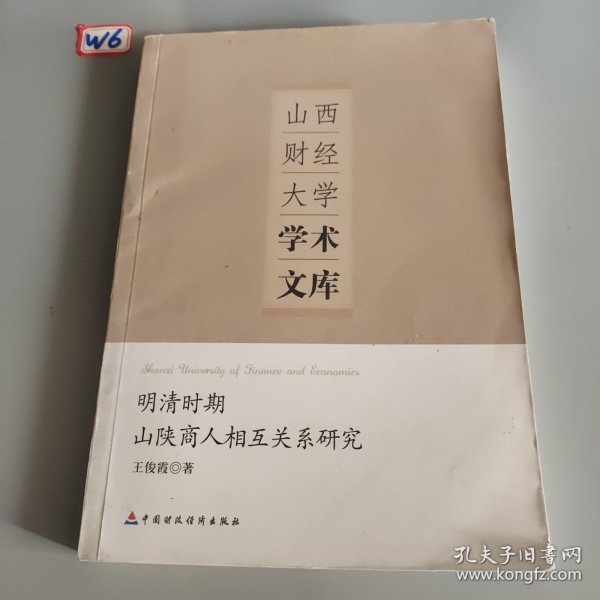 W6
山西
财经
大学
学术
文库
Shanxi University of Finance and Economics
明清时期
山陕商人相互关系研究
王俊霞◎著
中国财政经济出版社
孔夫子旧书网
www.kongfz.com